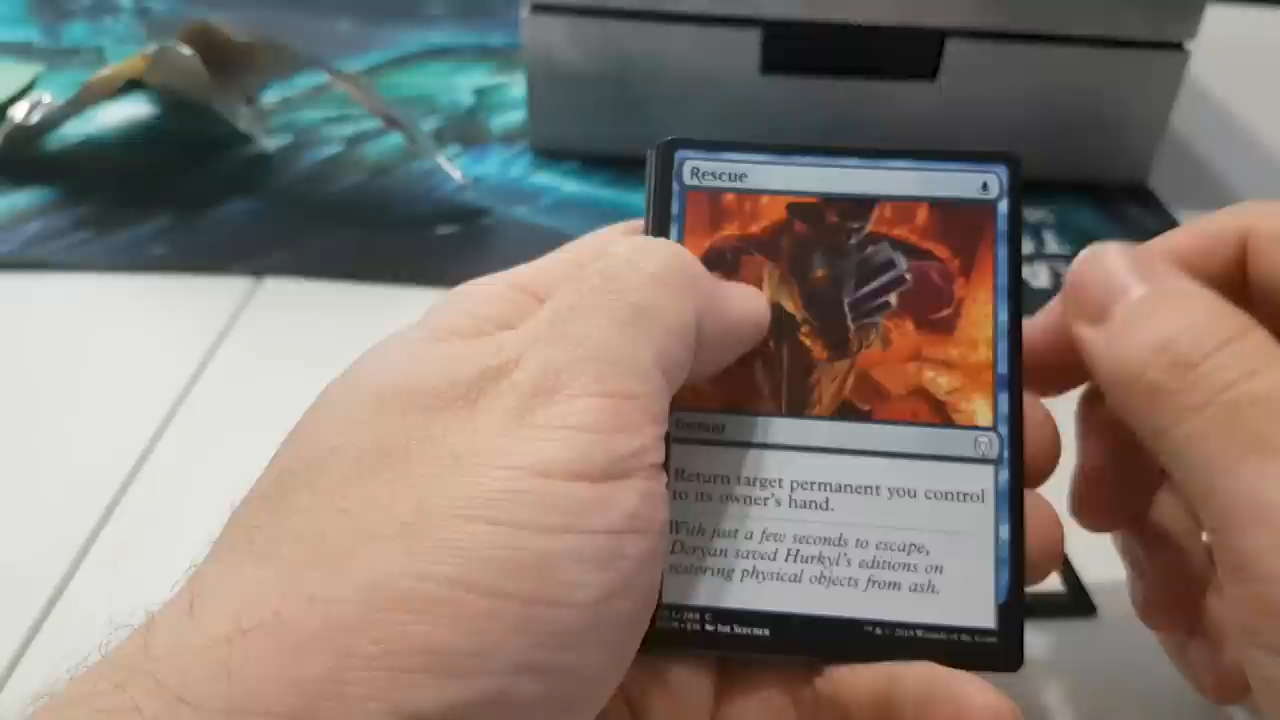 Rescue
Instant
Return target permanent you control
to its owner's hand.
With just a few seconds to escape,
Deryan saved Hurkyl's editions on
restoring physical objects from ash.